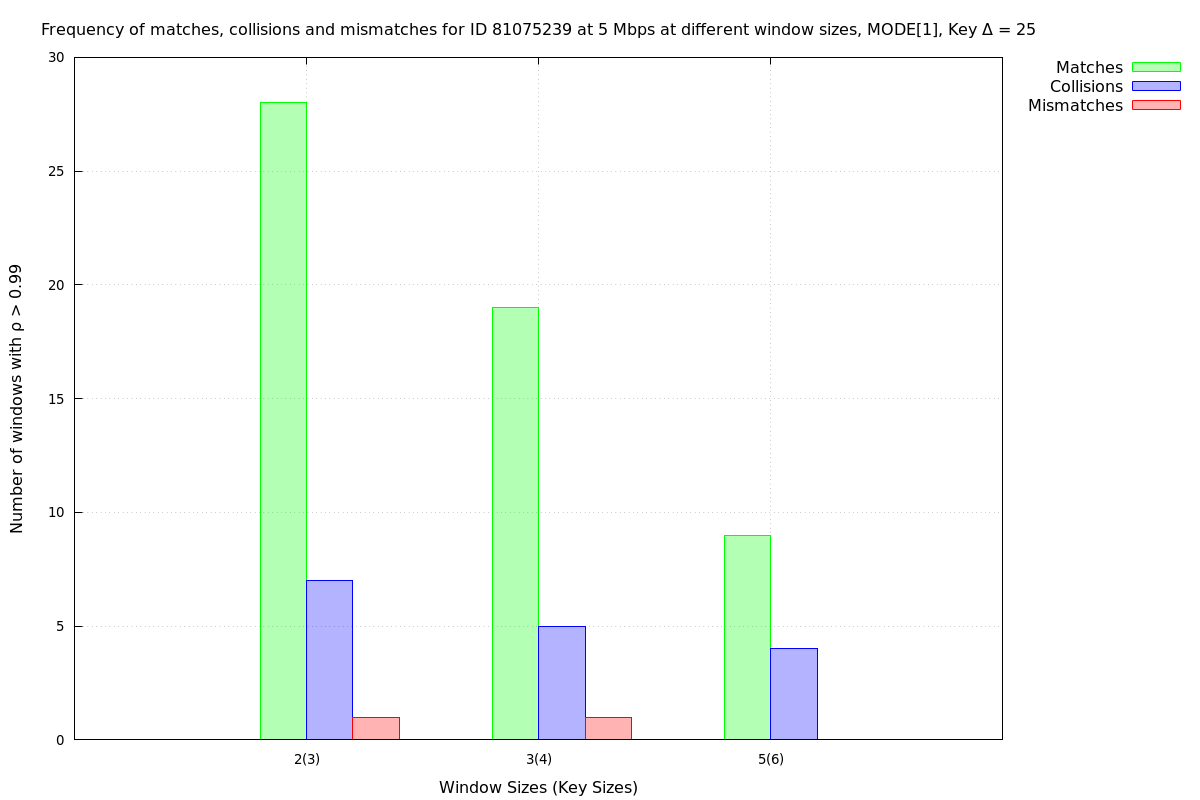 Frequency of matches, collisions and mismatches for ID 81075239 at 5 Mbps at different window sizes, MODE[1], Key Δ = 25
Matches
Collisions
Mismatches
Number of windows with ρ > 0.99
30
25
20
15
10
5
0
2(3)
3(4)
5(6)
Window Sizes (Key Sizes)